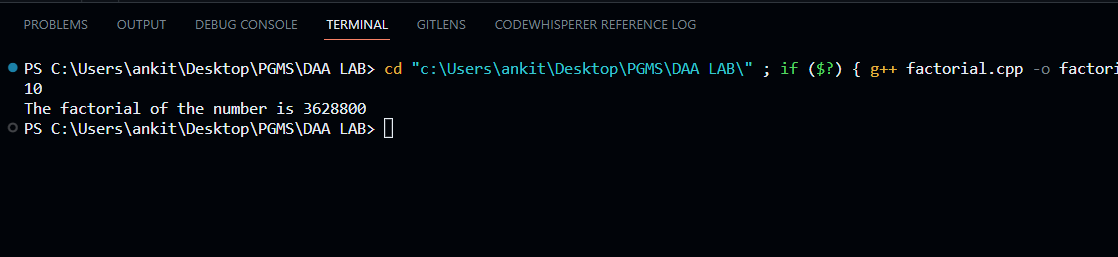 PROBLEMS OUTPUT DEBUG CONSOLE TERMINAL GITLENS CODEWHISPERER REFERENCE LOG
PS C:\Users\ankit\Desktop\PGMS\DAA LAB> cd "c:\Users\ankit\Desktop\PGMS\DAA LAB\" ; if ($?) { g++ factorial.cpp -o factori
10
The factorial of the number is 3628800
PS C:\Users\ankit\Desktop\PGMS\DAA LAB>